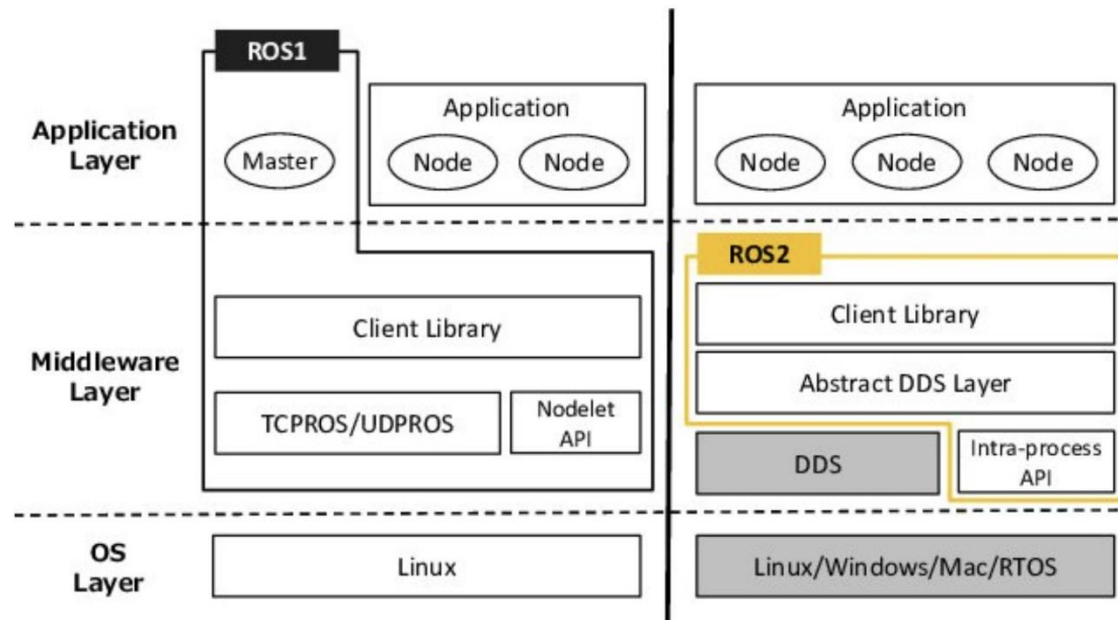 ROS1
Application
Layer
Master
Application
Node Node
Application
Node Node Node
Middleware
Layer
Client Library
TCPROS/UDPROS
Nodelet
API
ROS2
Client Library
Abstract DDS Layer
DDS
Intra-process
API
OS
Layer
Linux
Linux/Windows/Mac/RTOS